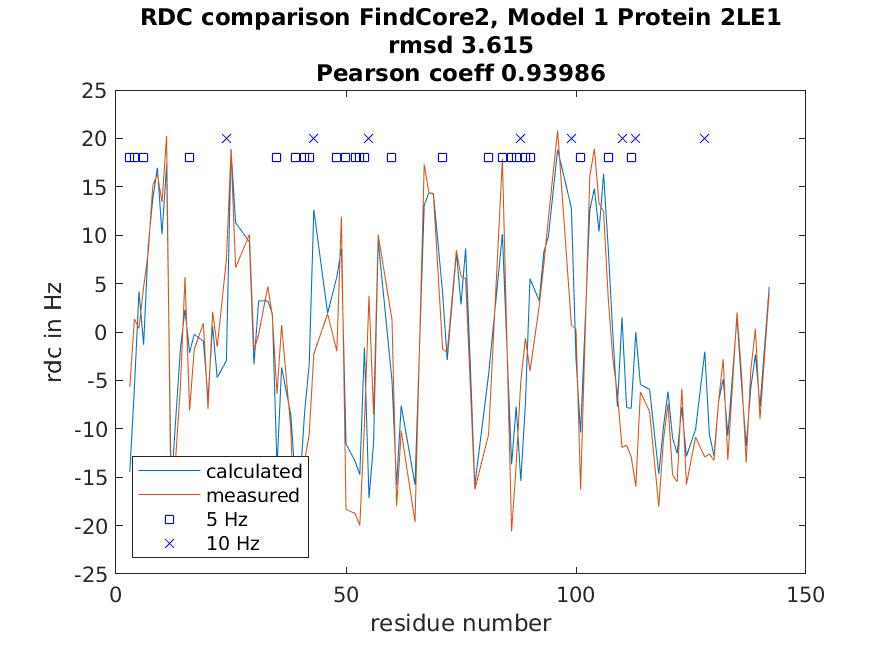 RDC comparison FindCore2, Model 1 Protein 2LE1
rmsd 3.615
Pearson coeff 0.93986
25
20
15
10
5
0
-5
-10
-15
-20
-25
rdc in Hz
calculated
measured
5 Hz
10 Hz
0 50 100 150
residue number